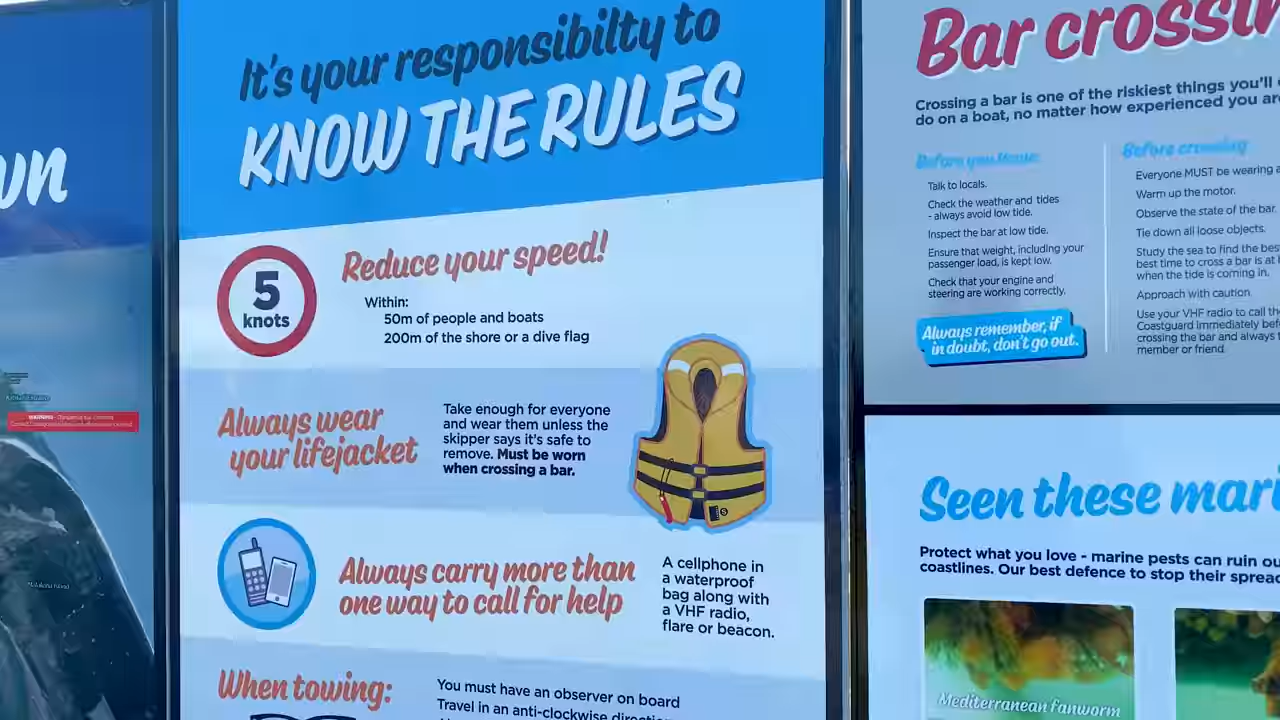 wn
It's your responsibilty to
KNOW THE RULES
5
knots
Reduce your speed!
Within:
50m of people and boats
200m of the shore or a dive flag
Always wear
your lifejacket
Take enough for everyone
and wear them unless the
skipper says it's safe to
remove. Must be worn
when crossing a bar.
Always carry more than
one way to call for help
A cellphone in
a waterproof
bag along with
a VHF radio,
flare or beacon.
When towing:
You must have an observer on board
Travel in an anti-clockwise directio
Bar crossin
Crossing a bar is one of the riskiest things you'll
do on a boat, no matter how experienced you are
Before you leave:
Talk to locals.
Check the weather and tides
- always avoid low tide.
Inspect the bar at low tide.
Ensure that weight, including your
passenger load, is kept low.
Check that your engine and
steering are working correctly.
Always remember, if
in doubt, don't go out.
Before crossing
Everyone MUST be wearing a
Warm up the motor.
Observe the state of the bar.
Tie down all loose objects.
Study the sea to find the bes
best time to cross a bar is at
when the tide is coming in.
Approach with caution
Use your VHF radio to call th
Coastguard immediately bef
crossing the bar and always
member or friend.
Seen these mari
Protect what you love - marine pests can ruin ou
coastlines. Our best defence to stop their spread
Mediterranean fanworm